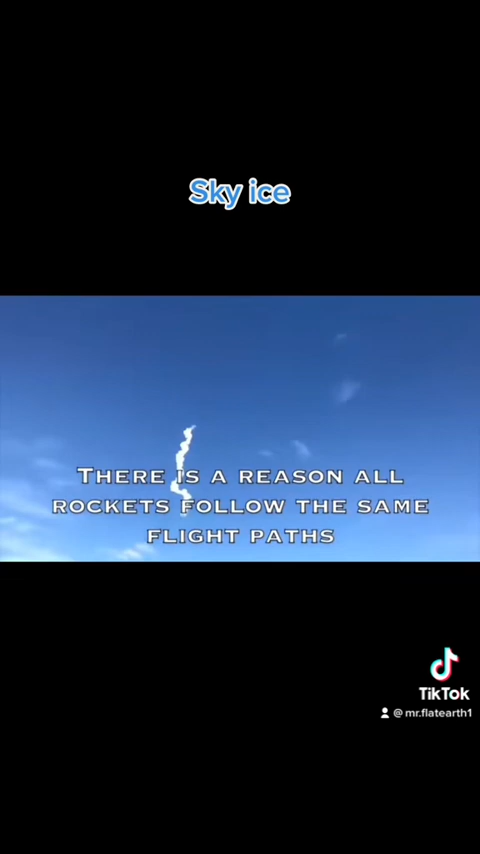 Sky ice
THERE IS A REASON ALL
ROCKETS FOLLOW THE SAME
FLIGHT PATHS
TikTok
@mr.flatearth1